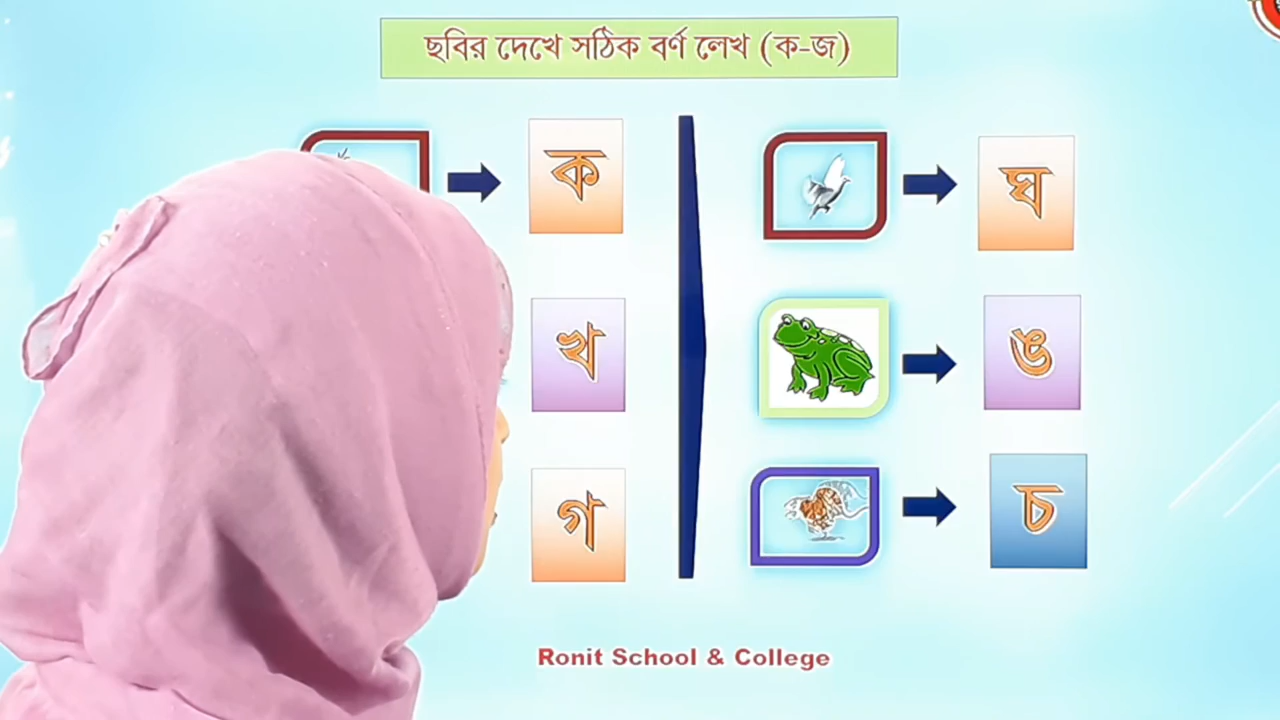 ছবির দেখে সঠিক বর্ণ লেখ (ক-জ)
ক
ঘ
খ
ঙ
গ
চ
Ronit School & College